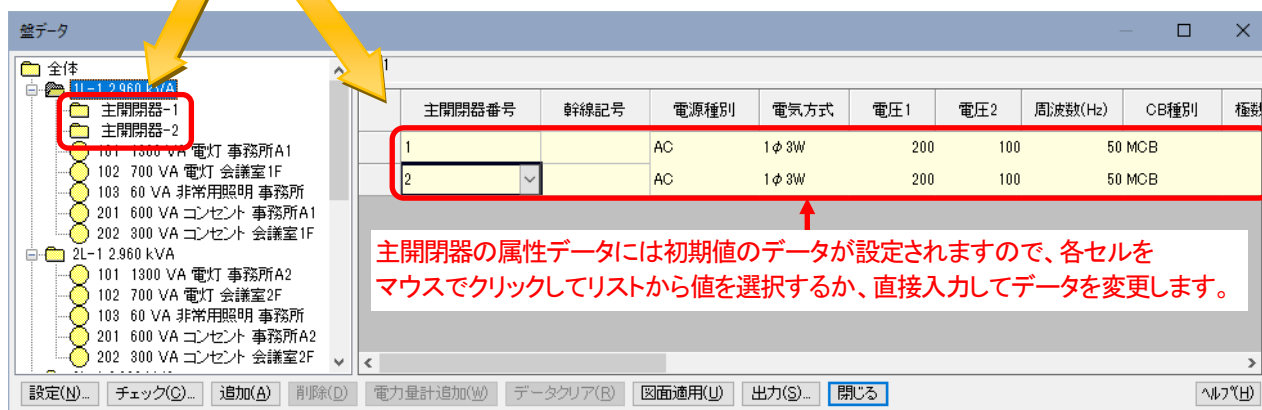 盤データ
全体
1L-1 2.960 kVA
主開閉器-1
主開閉器-2
101 1300 VA 電灯 事務所A1
102 700 VA 電灯 会議室1F
103 60 VA 非常用照明 事務所
201 600 VA コンセント 事務所A1
202 300 VA コンセント 会議室1F
2L-1 2.960 kVA
101 1300 VA 電灯 事務所A2
102 700 VA 電灯 会議室2F
103 60 VA 非常用照明 事務所
201 600 VA コンセント 事務所A2
202 300 VA コンセント 会議室2F
1
主開閉器番号 幹線記号 電源種別 電気方式 電圧1 電圧2 周波数(Hz) CB種別 極数
1 AC 1φ3W 200 100 50 MCB
2 AC 1φ3W 200 100 50 MCB
主開閉器の属性データには初期値のデータが設定されますので、各セルを
マウスでクリックしてリストから値を選択するか、直接入力してデータを変更します。
設定(N)... チェック(C)... 追加(A) 削除(D) 電力量計追加(W) データクリア(R) 図面適用(U) 出力(S)... 閉じる ヘルプ(H)